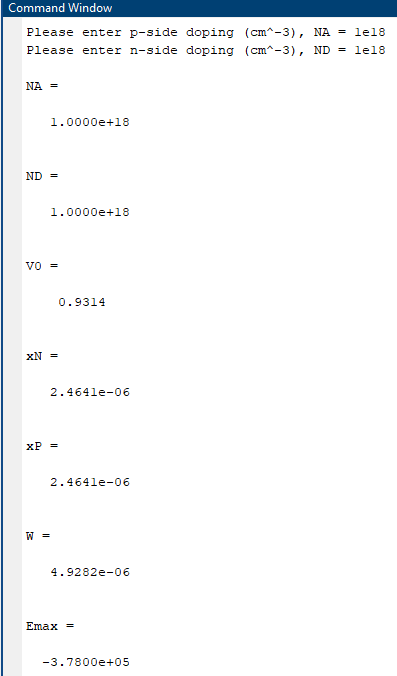 Command Window
Please enter p-side doping (cm^-3), NA = 1e18
Please enter n-side doping (cm^-3), ND = 1e18
NA =
1.0000e+18
ND =
1.0000e+18
V0 =
0.9314
xN =
2.4641e-06
xP =
2.4641e-06
W =
4.9282e-06
Emax =
-3.7800e+05